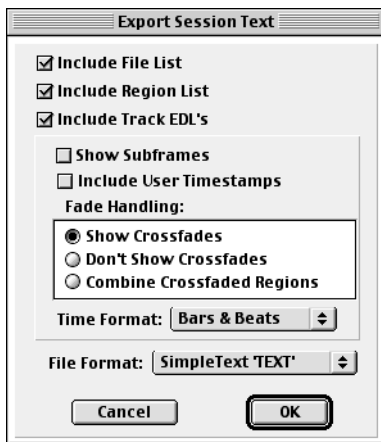 Export Session Text
Include File List
Include Region List
Include Track EDL's
Show Subframes
Include User Timestamps
Fade Handling:
Show Crossfades
Don't Show Crossfades
Combine Crossfaded Regions
Time Format: Bars & Beats
File Format: SimpleText 'TEXT'
Cancel OK